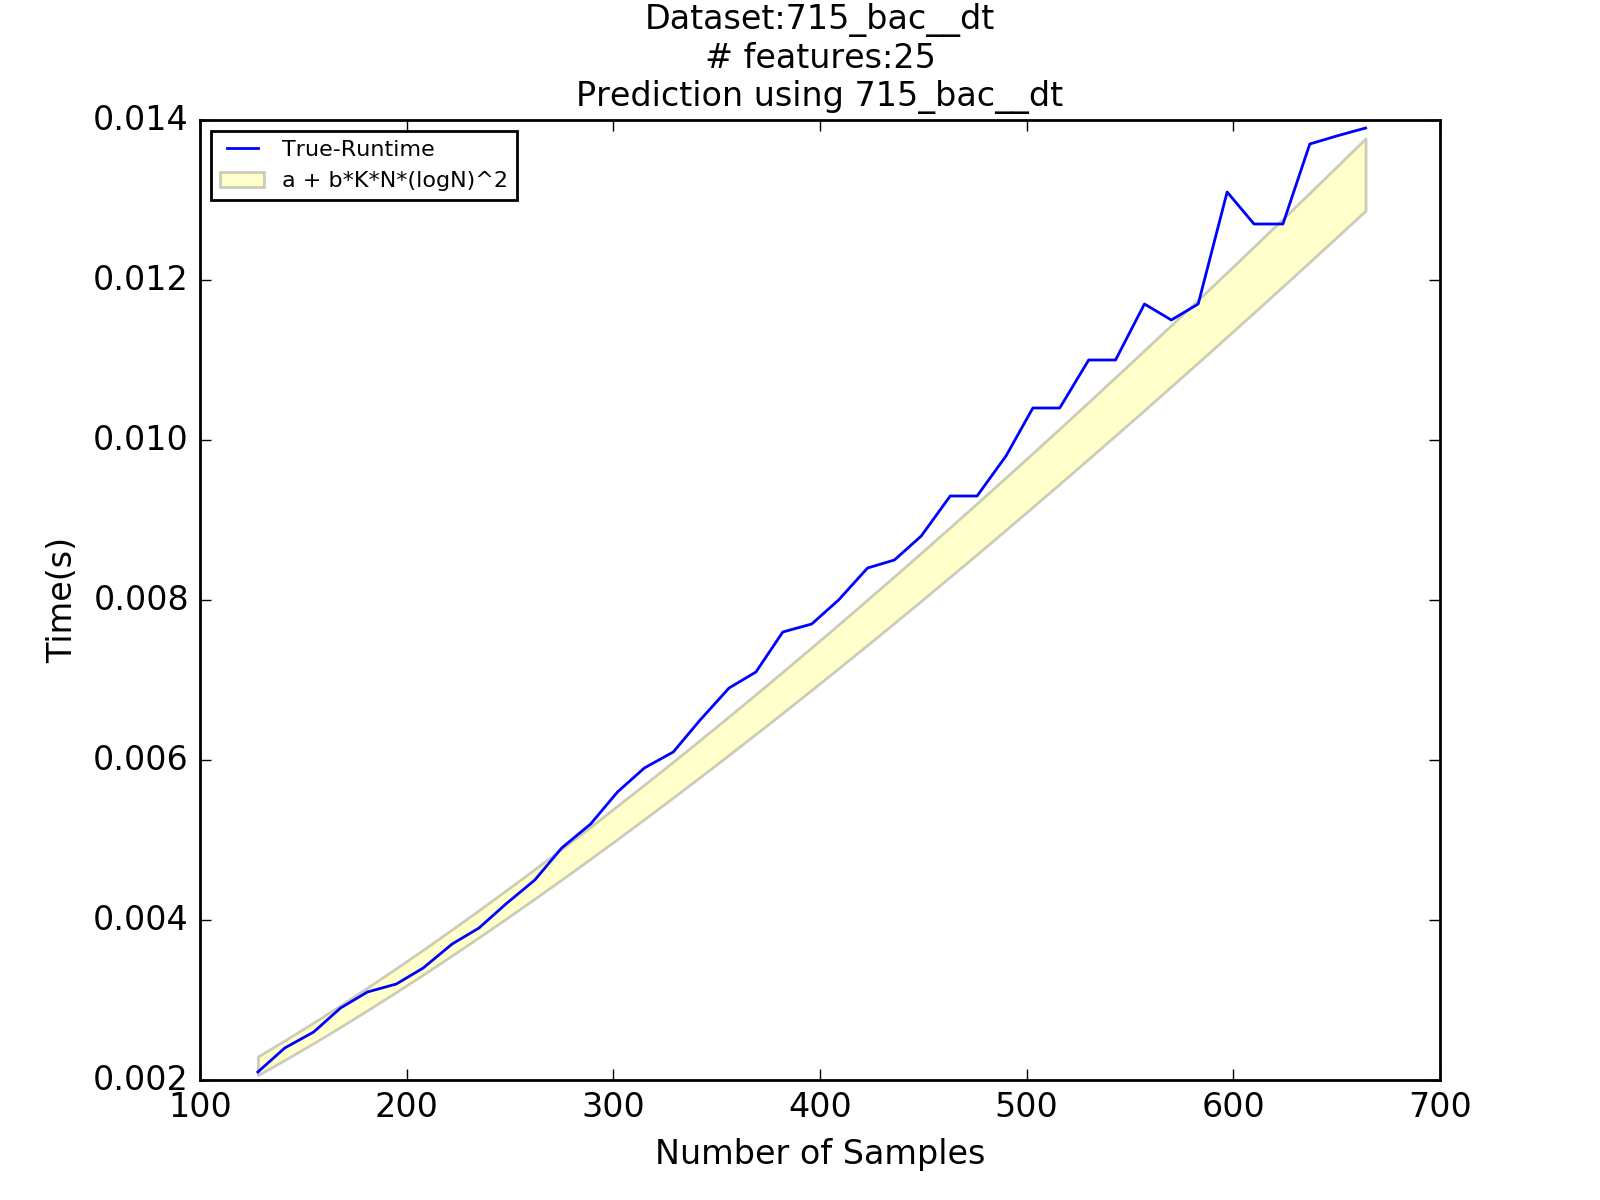 Dataset:715_bac__dt
# features:25
Prediction using 715_bac__dt
True-Runtime
a + b*K*N*(logN)^2
0.014
0.012
0.010
0.008
0.006
0.004
0.002
Time(s)
100 200 300 400 500 600 700
Number of Samples